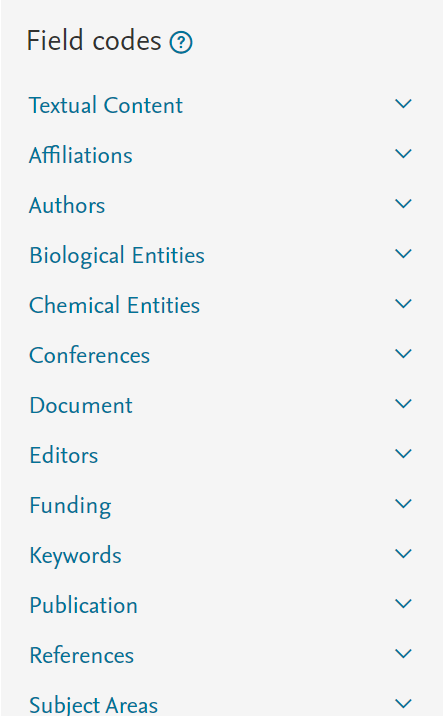 Field codes ?
Textual Content
Affiliations
Authors
Biological Entities
Chemical Entities
Conferences
Document
Editors
Funding
Keywords
Publication
References
Subject Areas